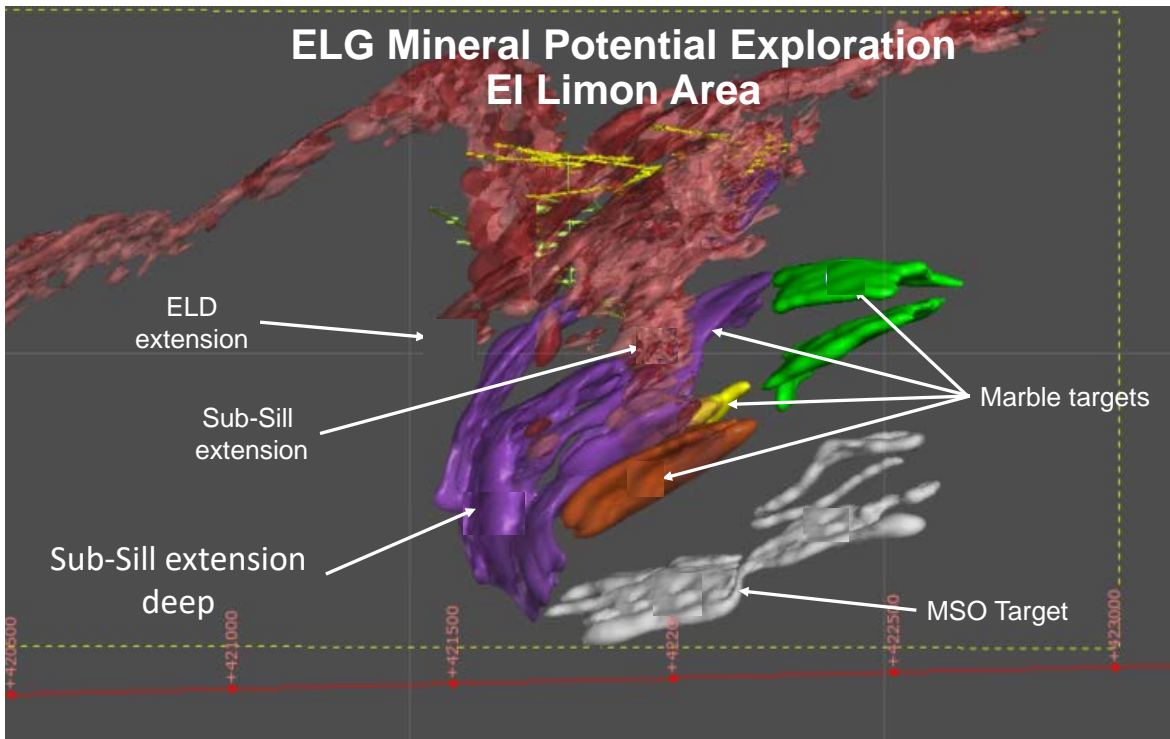 ELG Mineral Potential Exploration
El Limon Area
ELD
extension
Sub-Sill
extension
Marble targets
Sub-Sill extension
deep
MSO Target
+421000
+421500
+422500
+423000